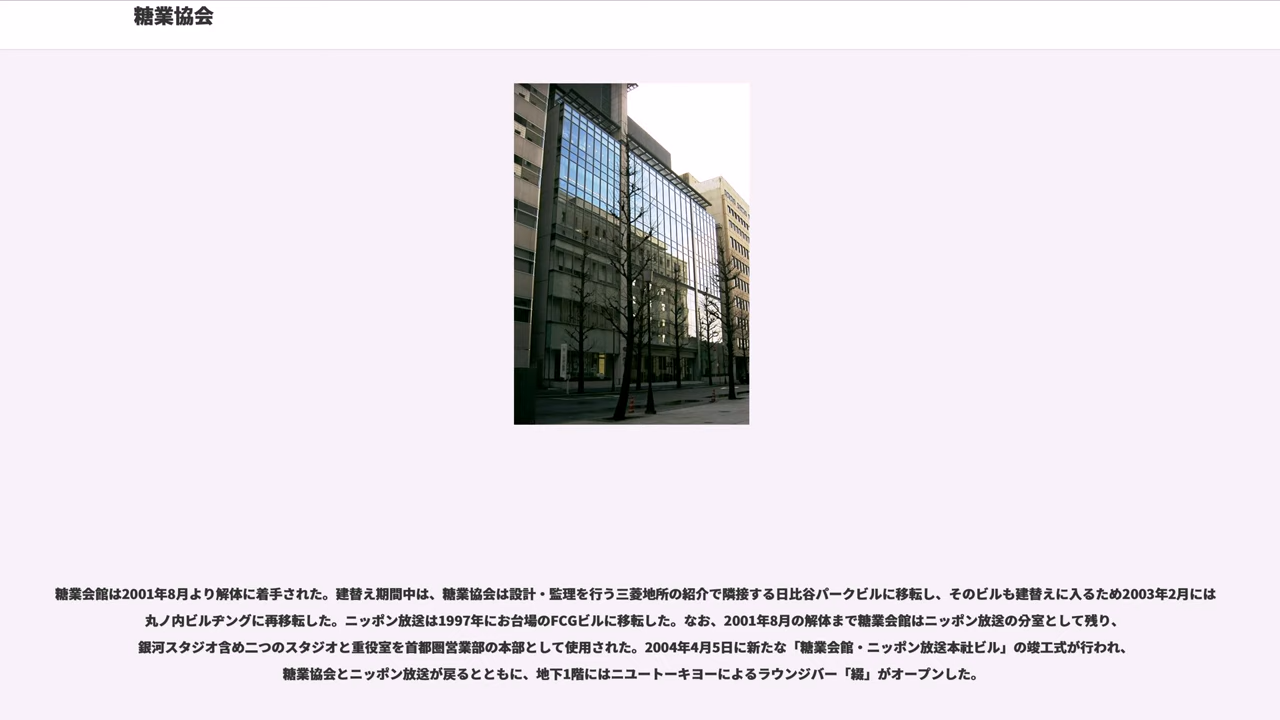 糖業協会
糖業会館は2001年8月より解体に着手された。建替え期間中は、糖業協会は設計・監理を行う三菱地所の紹介で隣接する日比谷パークビルに移転し、そのビルも建替えに入るため2003年2月には
丸ノ内ビルヂングに再移転した。ニッポン放送は1997年にお台場のFCGビルに移転した。なお、2001年8月の解体まで糖業会館はニッポン放送の分室として残り、
銀河スタジオ含め二つのスタジオと重役室を首都圏営業部の本部として使用された。2004年4月5日に新たな「糖業会館・ニッポン放送本社ビル」の竣工式が行われ、
糖業協会とニッポン放送が戻るとともに、地下1階にはニユートーキヨーによるラウンジバー「綴」がオープンした。